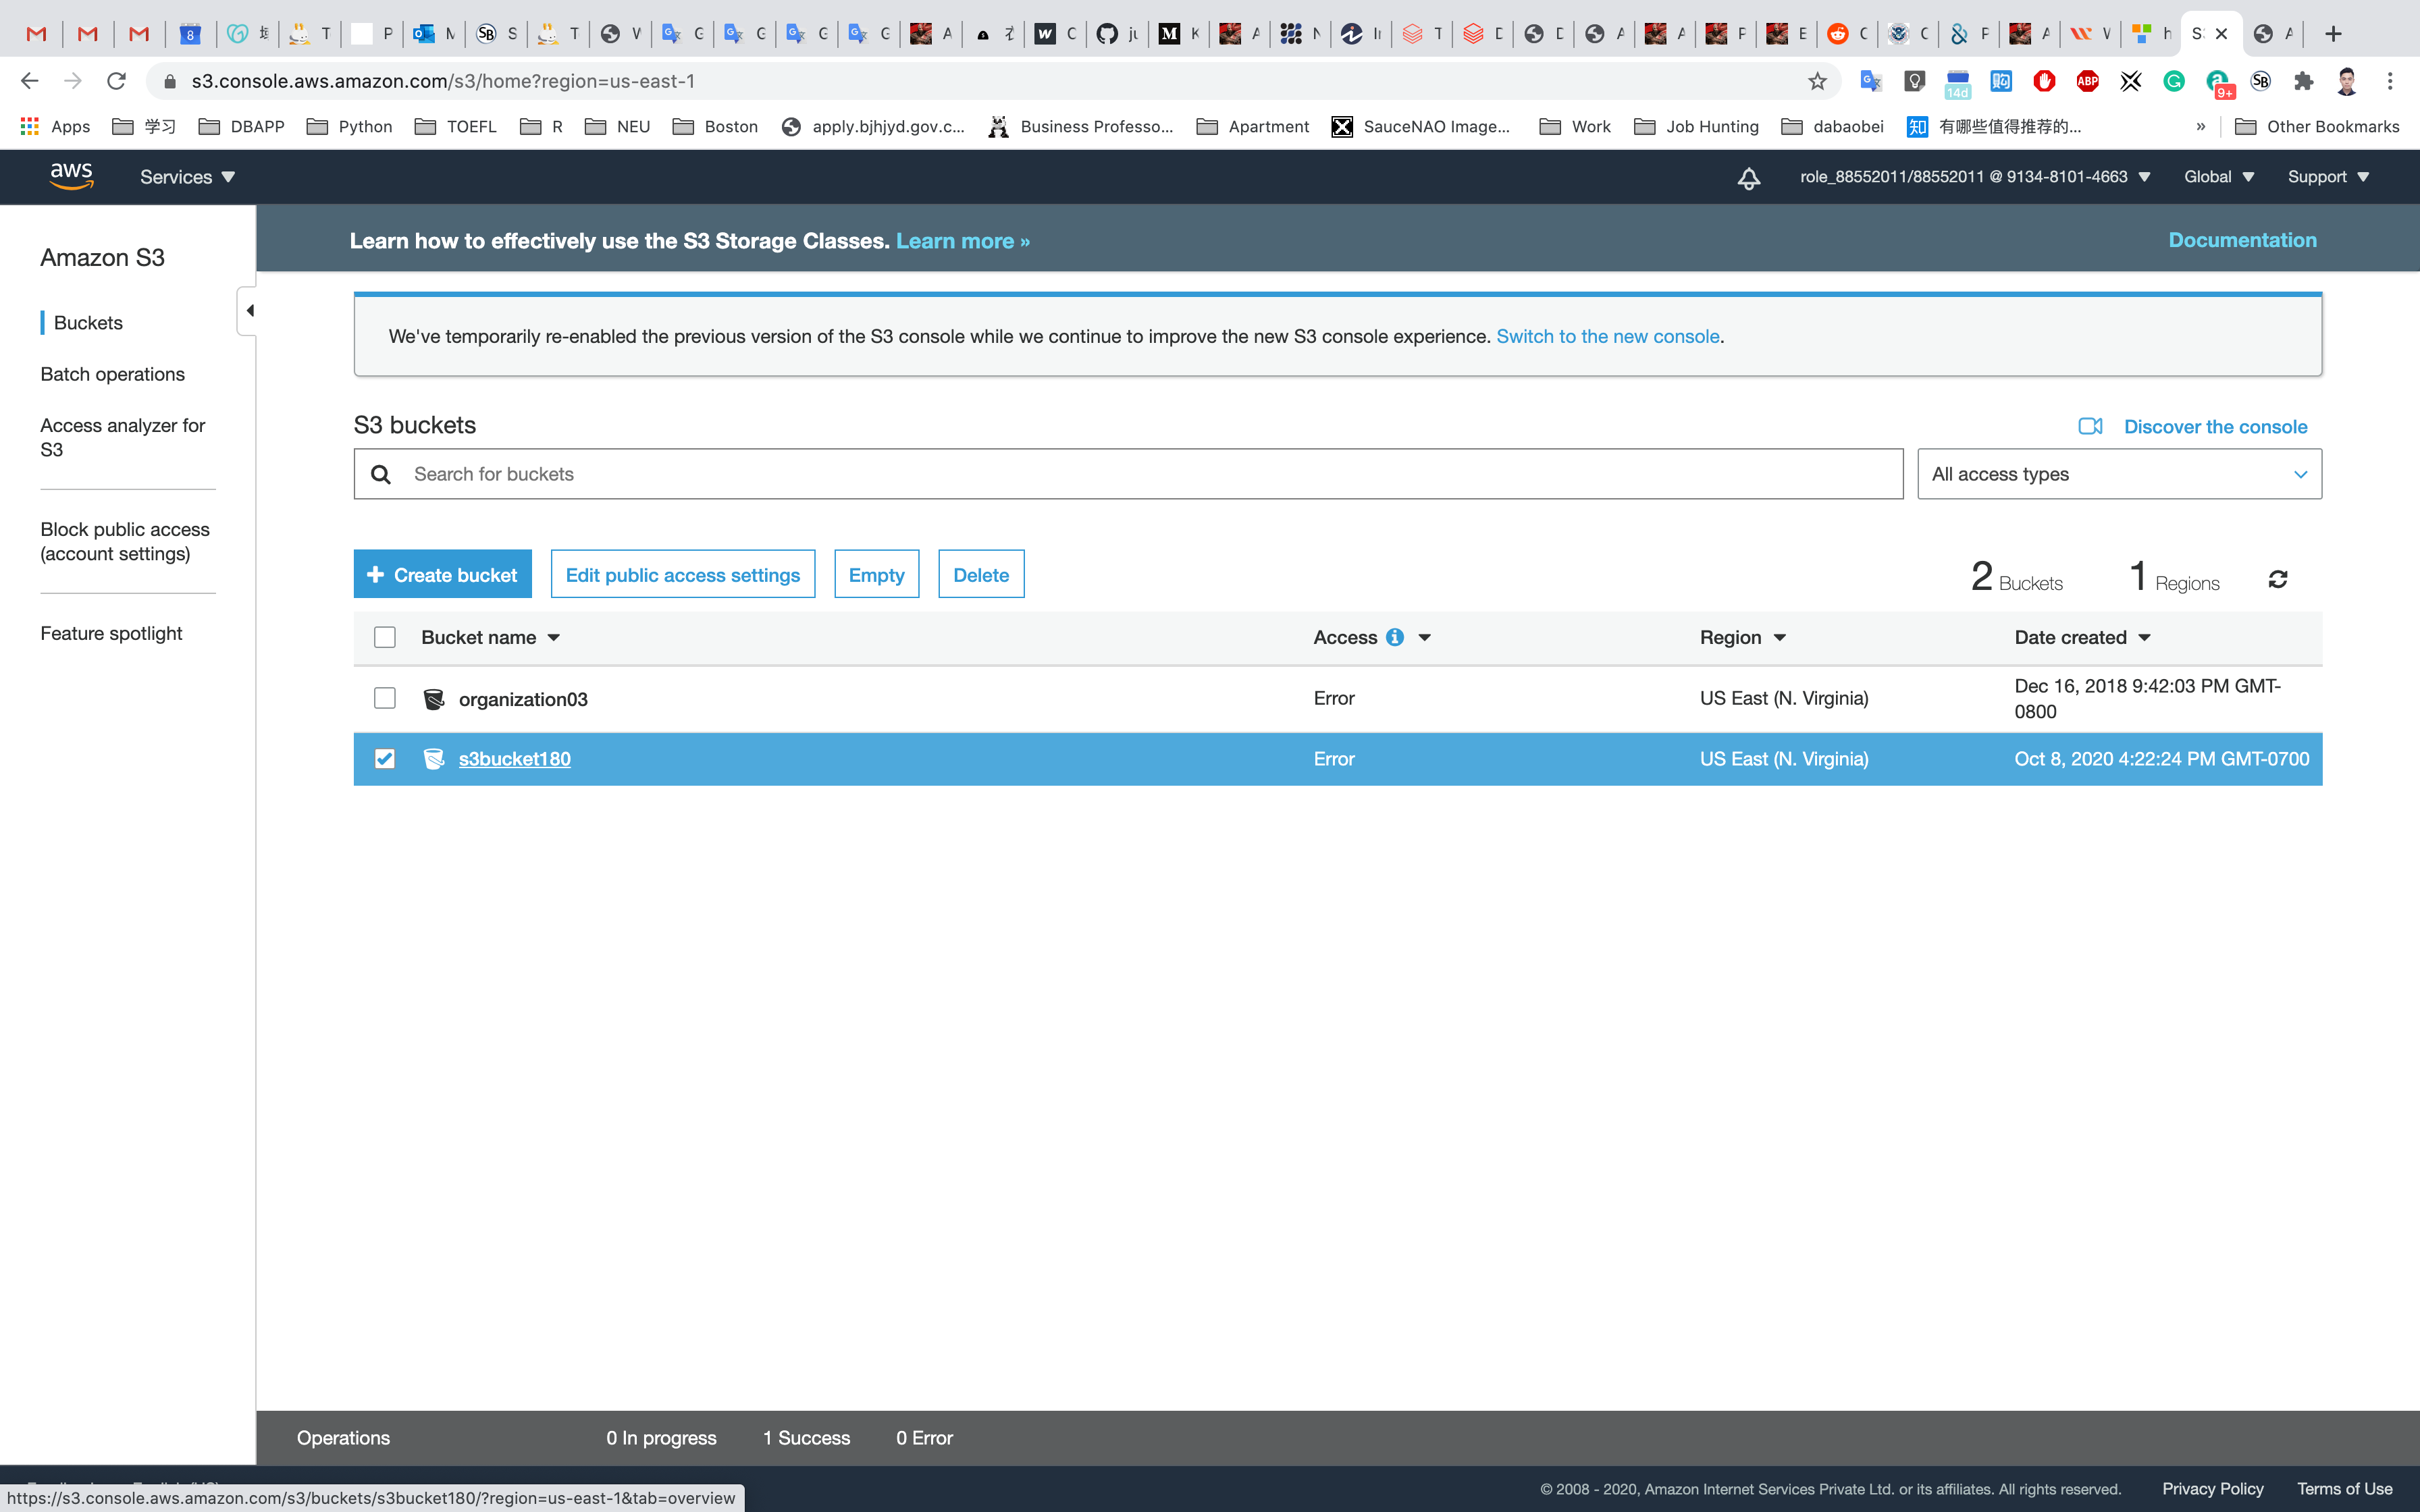 s3.console.aws.amazon.com/s3/home?region=us-east-1
14d
ABP
9+
Apps
学习
DBAPP
Python
TOEFL
R
NEU
Boston
apply.bjhjyd.gov.c...
Business Professo...
Apartment
SauceNAO Image...
Work
Job Hunting
dabaobei
有哪些值得推荐的...
»
Other Bookmarks
aws
Services
role_88552011/88552011 @ 9134-8101-4663
Global
Support
Amazon S3
Buckets
Batch operations
Access analyzer for
S3
Block public access
(account settings)
Feature spotlight
Learn how to effectively use the S3 Storage Classes. Learn more »
Documentation
We've temporarily re-enabled the previous version of the S3 console while we continue to improve the new S3 console experience. Switch to the new console.
S3 buckets
Discover the console
Search for buckets
All access types
Create bucket
Edit public access settings
Empty
Delete
2 Buckets
1 Regions
Bucket name
Access
Region
Date created
organization03
Error
US East (N. Virginia)
Dec 16, 2018 9:42:03 PM GMT-
0800
s3bucket180
Error
US East (N. Virginia)
Oct 8, 2020 4:22:24 PM GMT-0700
Operations
0 In progress
1 Success
0 Error
© 2008 - 2020, Amazon Internet Services Private Ltd. or its affiliates. All rights reserved.
Privacy Policy
Terms of Use
https://s3.console.aws.amazon.com/s3/buckets/s3bucket180/?region=us-east-1&tab=overview